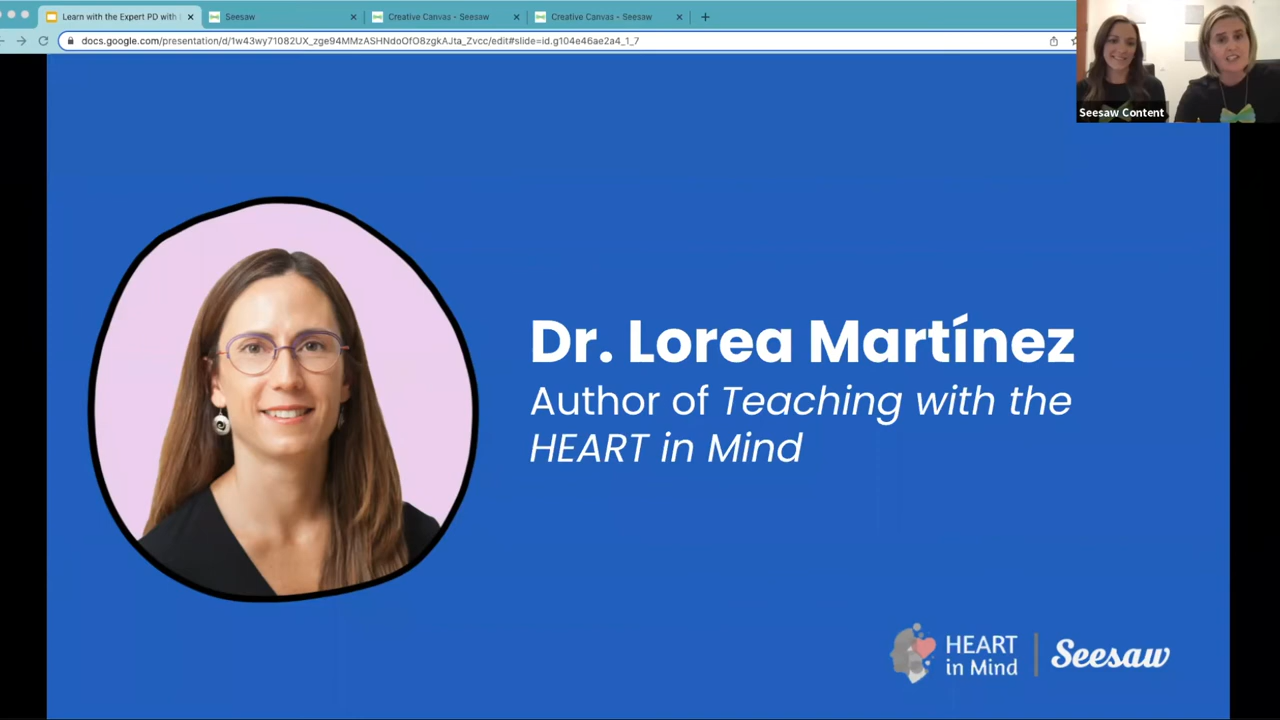 Learn with the Expert PD with
Seesaw
Creative Canvas - Seesaw
Creative Canvas - Seesaw
docs.google.com/presentation/d/1w43wy71082UX_zge94MMzASHNdoOfO8zgkAJta_Zvcc/edit#slide=id.g104e46ae2a4_1_7
Seesaw Content
Dr. Lorea Martínez
Author of Teaching with the
HEART in Mind
HEART
in Mind
Seesaw